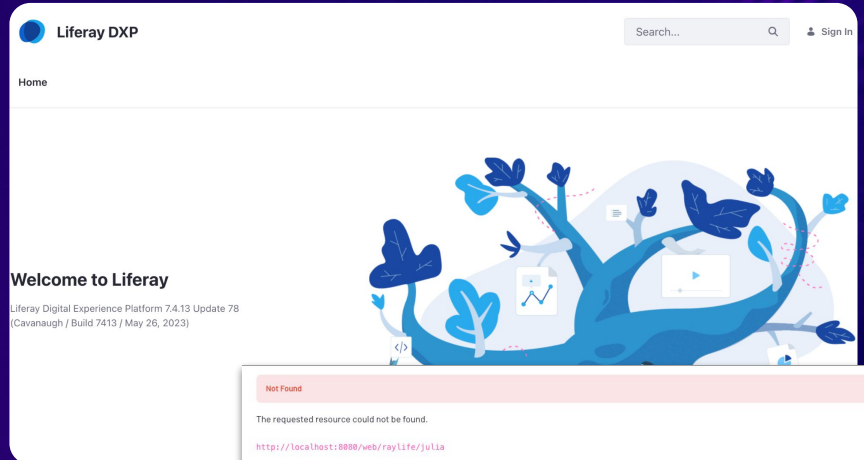 Liferay DXP
Search...
Sign In
Home
</>
Welcome to Liferay
Liferay Digital Experience Platform 7.4.13 Update 78
(Cavanaugh / Build 7413 / May 26, 2023)
Not Found
The requested resource could not be found.
http://localhost:8080/web/raylife/julia